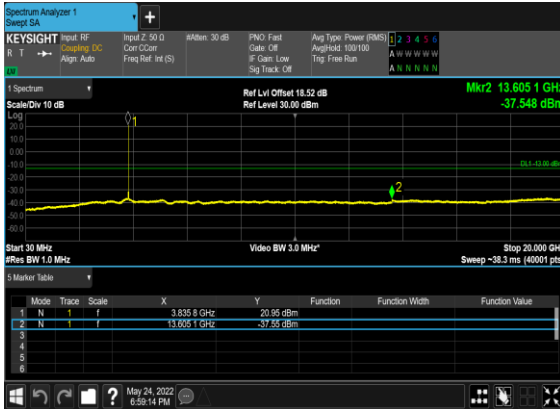 Spectrum Analyzer 1
Swept SA
+
KEYSIGHT Input: RF Input Z: 50 Ω #Atten: 30 dB PNO: Fast Avg Type: Power (RMS) 1 2 3 4 5 6
R T Coupling: DC Corr CCorr Gate: Off Avg|Hold: 100/100 A W W W W W
Align: Auto Freq Ref: Int (S) IF Gain: Low Trig: Free Run
LV Sig Track: Off A N N N N N
1 Spectrum Ref Lvl Offset 18.52 dB Mkr2 13.605 1 GHz
Scale/Div 10 dB Ref Level 30.00 dBm -37.548 dBm
Log
20.0
10.0
0.00
-10.0
-20.0
-30.0
-40.0
-50.0
-60.0
1
DL1 -13.00 dBm
2
Start 30 MHz Video BW 3.0 MHz* Stop 20.000 GHz
#Res BW 1.0 MHz Sweep ~38.3 ms (40001 pts)
5 Marker Table
Mode Trace Scale X Y Function Function Width Function Value
1 N 1 f 3.835 8 GHz 20.95 dBm
2 N 1 f 13.605 1 GHz -37.55 dBm
3
4
5
6
? May 24, 2022
6:59:14 PM